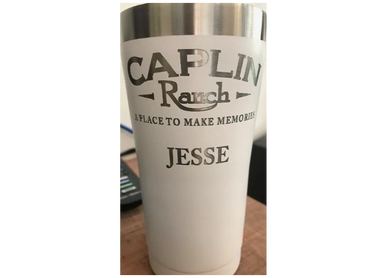 CAPLIN
Ranch
A PLACE TO MAKE MEMORIES
JESSE